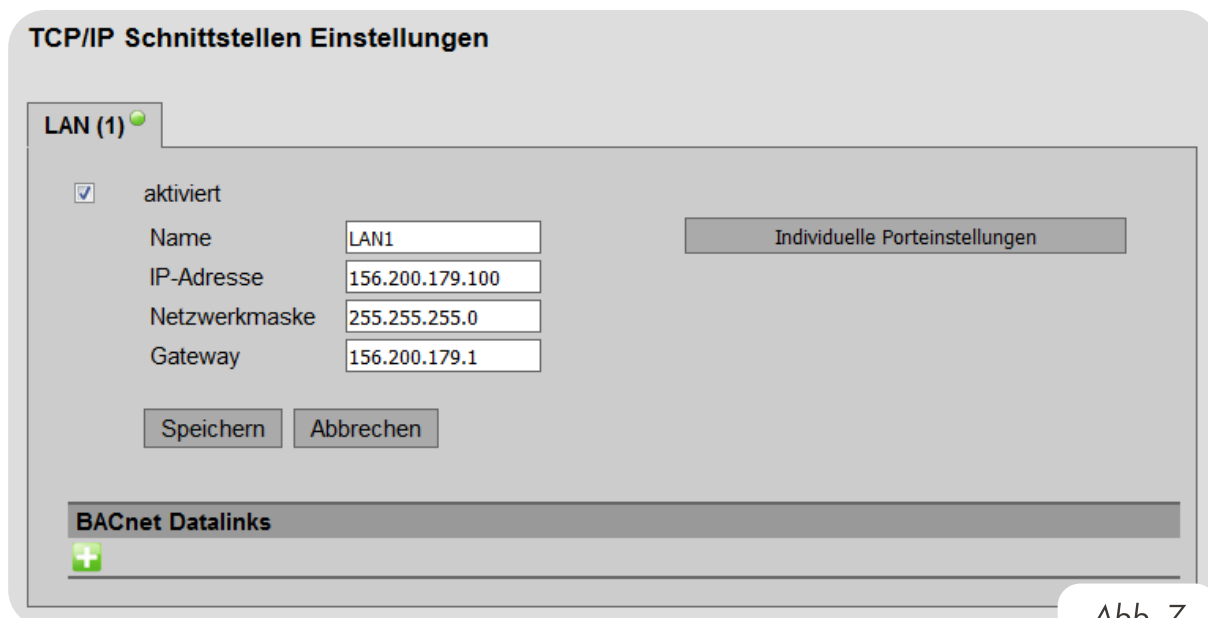 TCP/IP Schnittstellen Einstellungen
LAN (1)
aktiviert
Name LAN1 Individuelle Porteinstellungen
IP-Adresse 156.200.179.100
Netzwerkmaske 255.255.255.0
Gateway 156.200.179.1
Speichern Abbrechen
BACnet Datalinks
Abb.